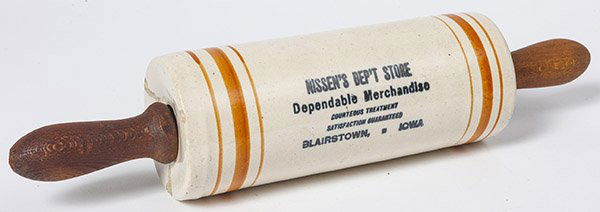 NISSEN'S DEP'T STORE
Dependable Merchandise
COURTEOUS TREATMENT
SATISFACTION GUARANTEED
BLAIRSTOWN, IOWA